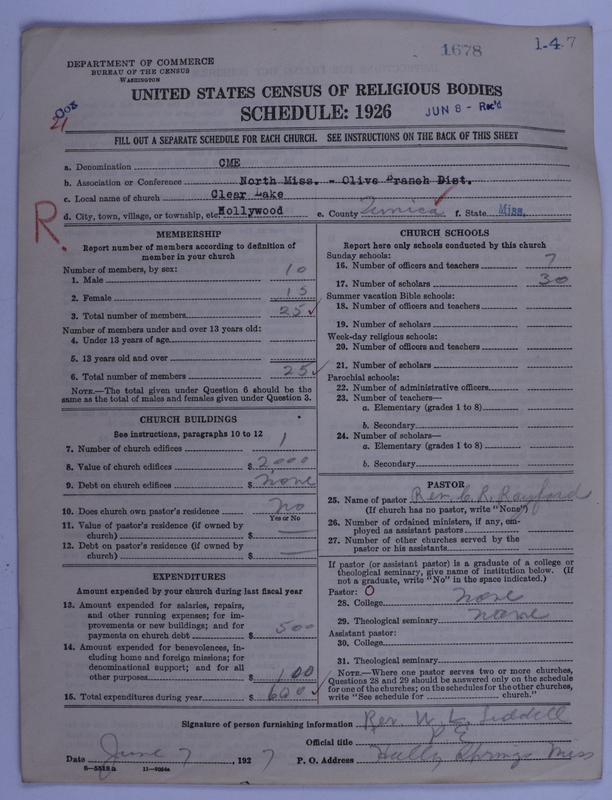 1678
1-4 7
DEPARTMENT OF COMMERCE
BUREAU OF THE CENSUS
WASHINGTON
UNITED STATES CENSUS OF RELIGIOUS BODIES
SCHEDULE: 1926
JUN 8 - Rec'd
FILL OUT A SEPARATE SCHEDULE FOR EACH CHURCH. SEE INSTRUCTIONS ON THE BACK OF THIS SHEET
a. Denomination CME
b. Association or Conference North Miss. - Olive Branch Dist.
c. Local name of church Clear Lake
d. City, town, village, or township, etc. Hollywood e. County Tunica f. State Miss.
R.
MEMBERSHIP
Report number of members according to definition of
member in your church
Number of members, by sex:
1. Male 10
2. Female 15
3. Total number of members 25
Number of members under and over 13 years old:
4. Under 13 years of age
5. 13 years old and over
6. Total number of members 25
NOTE.—The total given under Question 6 should be the
same as the total of males and females given under Question 3.
CHURCH BUILDINGS
See instructions, paragraphs 10 to 12
7. Number of church edifices 1
8. Value of church edifices $ 2000
9. Debt on church edifices $ none
10. Does church own pastor's residence no
Yes or No
11. Value of pastor's residence (if owned by
church) $ —
12. Debt on pastor's residence (if owned by
church) $ —
EXPENDITURES
Amount expended by your church during last fiscal year
13. Amount expended for salaries, repairs,
and other running expenses; for im-
provements or new buildings; and for
payments on church debt $ 500
14. Amount expended for benevolences, in-
cluding home and foreign missions; for
denominational support; and for all
other purposes $ 100
15. Total expenditures during year $ 600
CHURCH SCHOOLS
Report here only schools conducted by this church
Sunday schools:
16. Number of officers and teachers 7
17. Number of scholars 30
Summer vacation Bible schools:
18. Number of officers and teachers
19. Number of scholars
Week-day religious schools:
20. Number of officers and teachers
21. Number of scholars
Parochial schools:
22. Number of administrative officers
23. Number of teachers—
a. Elementary (grades 1 to 8)
b. Secondary
24. Number of scholars—
a. Elementary (grades 1 to 8)
b. Secondary
PASTOR
25. Name of pastor Rev. C. R. Rayford
(If church has no pastor, write "None")
26. Number of ordained ministers, if any, em-
ployed as assistant pastors
27. Number of other churches served by the
pastor or his assistants
If pastor (or assistant pastor) is a graduate of a college or
theological seminary, give name of institution below. (If
not a graduate, write "No" in the space indicated.)
Pastor: O
28. College none
29. Theological seminary none
Assistant pastor:
30. College
31. Theological seminary
NOTE.—Where one pastor serves two or more churches,
Questions 28 and 29 should be answered only on the schedule
for one of the churches; on the schedules for the other churches,
write "See schedule for church."
Signature of person furnishing information Rev. W. L. Liddell
Official title P E
Date June 7, 1927 P. O. Address Holly Springs Miss
8-5518a 11-9064a